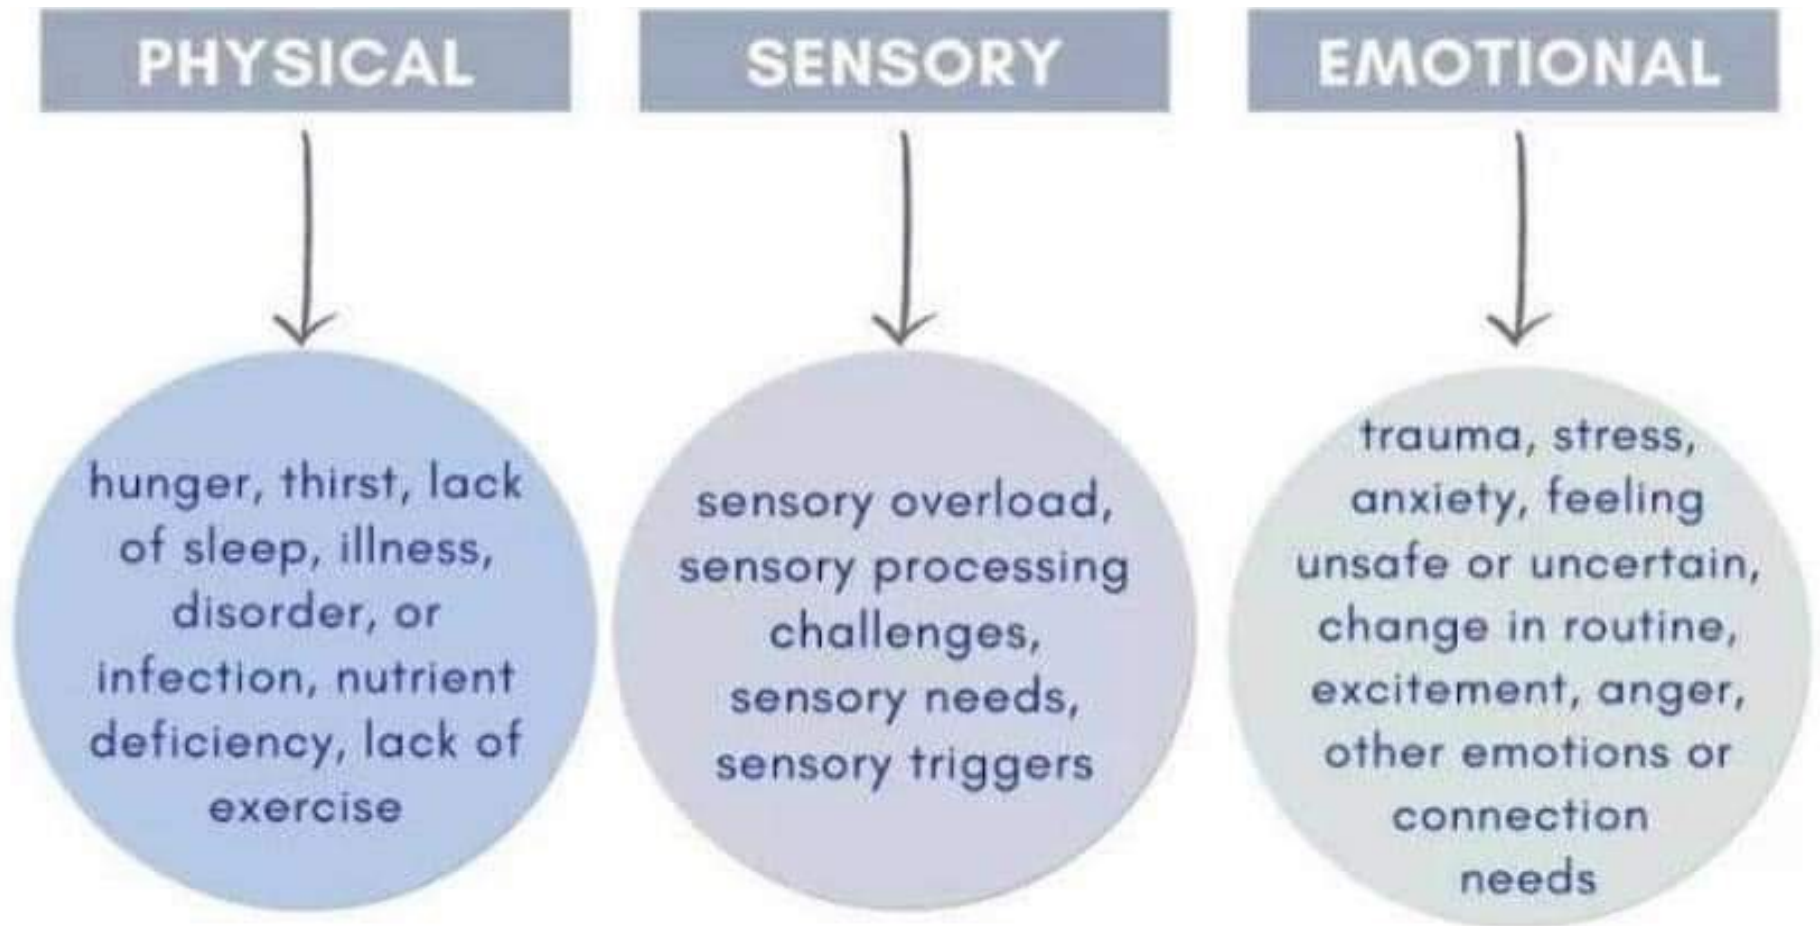 PHYSICAL
hunger, thirst, lack
of sleep, illness,
disorder, or
infection, nutrient
deficiency, lack of
exercise
SENSORY
sensory overload,
sensory processing
challenges,
sensory needs,
sensory triggers
EMOTIONAL
trauma, stress,
anxiety, feeling
unsafe or uncertain,
change in routine,
excitement, anger,
other emotions or
connection
needs